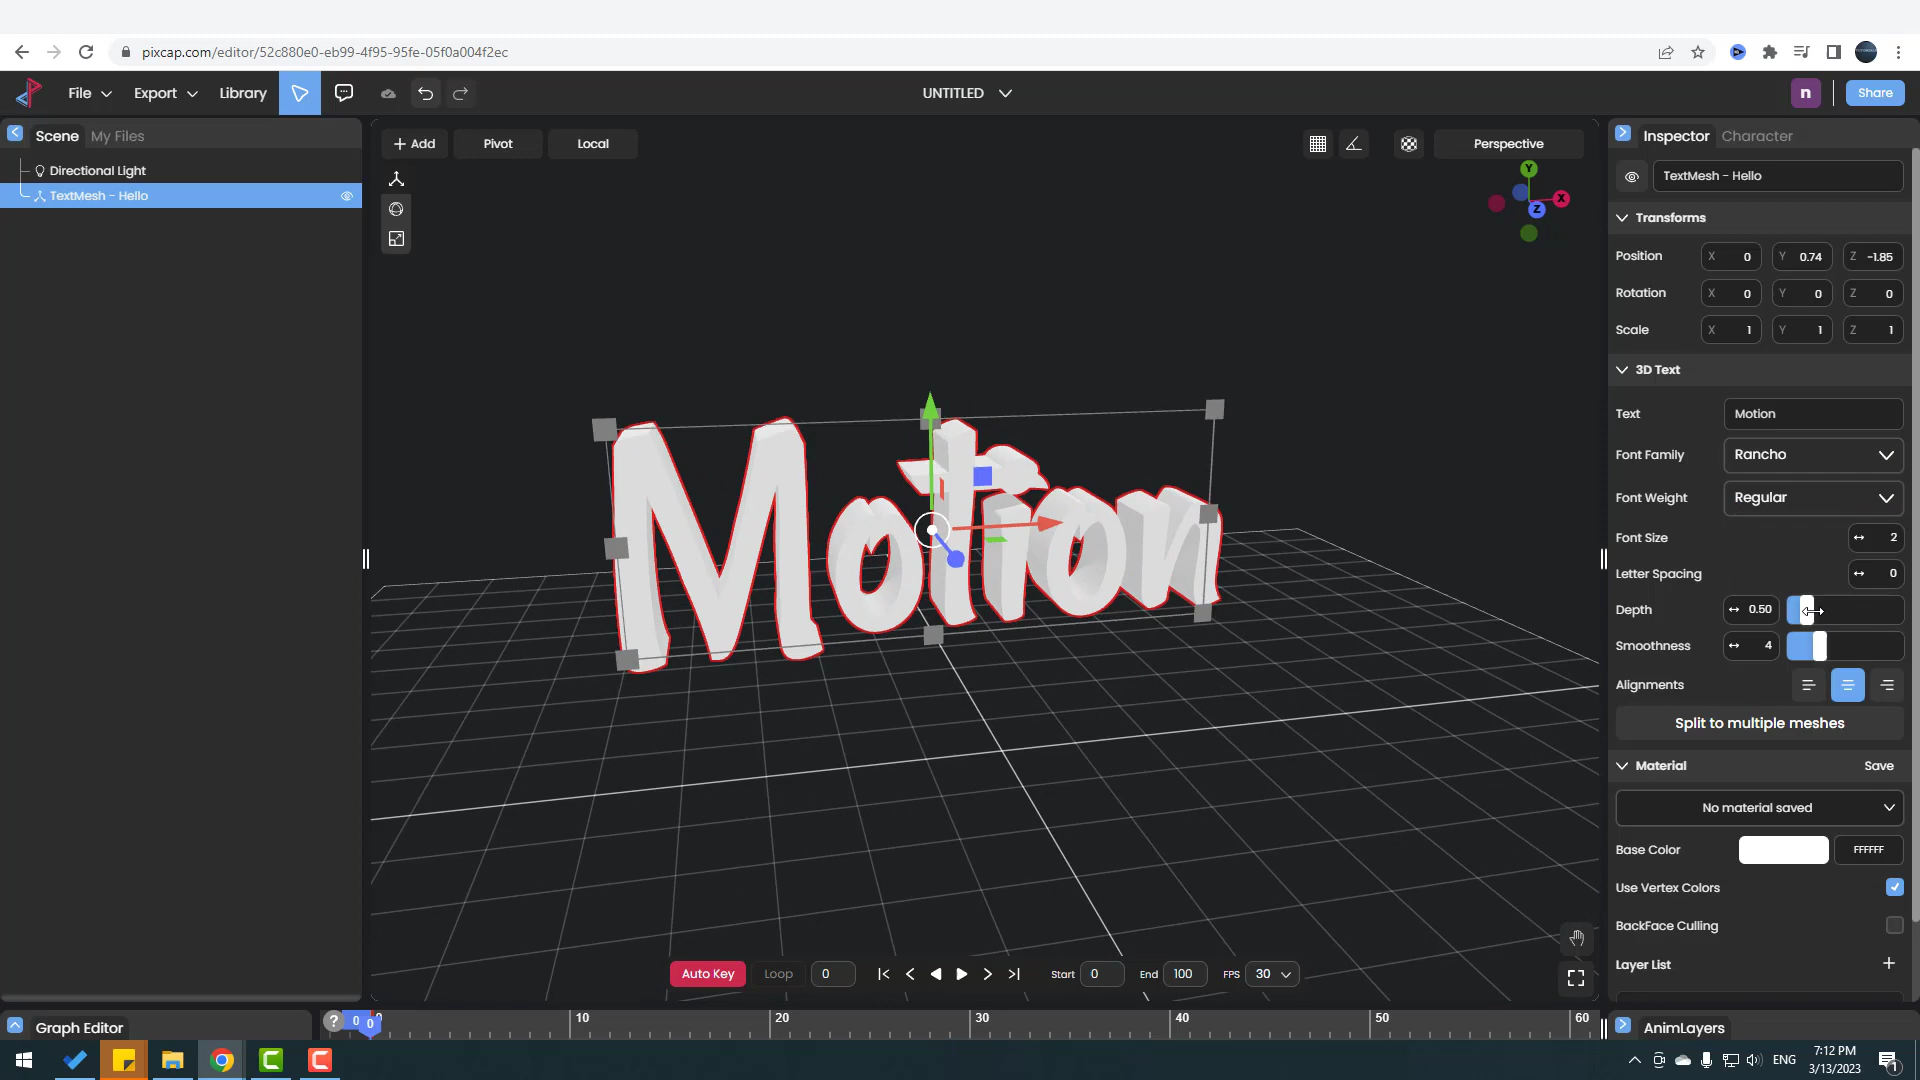 pixcap.com/editor/52c880e0-eb99-4f95-95fe-05f0a004f2ec
File Export Library UNTITLED n Share
Scene My Files
Directional Light
TextMesh - Hello
+ Add Pivot Local Perspective
Y
X
Z
Motion
Inspector Character
TextMesh - Hello
Transforms
Position X 0 Y 0.74 Z -1.85
Rotation X 0 Y 0 Z 0
Scale X 1 Y 1 Z 1
3D Text
Text Motion
Font Family Rancho
Font Weight Regular
Font Size 2
Letter Spacing 0
Depth 0.50
Smoothness 4
Alignments
Split to multiple meshes
Material Save
No material saved
Base Color FFFFFF
Use Vertex Colors
BackFace Culling
Layer List +
Auto Key Loop 0 Start 0 End 100 FPS 30
Graph Editor ? 0 0 10 20 30 40 50 60 AnimLayers
ENG 7:12 PM
3/13/2023 1